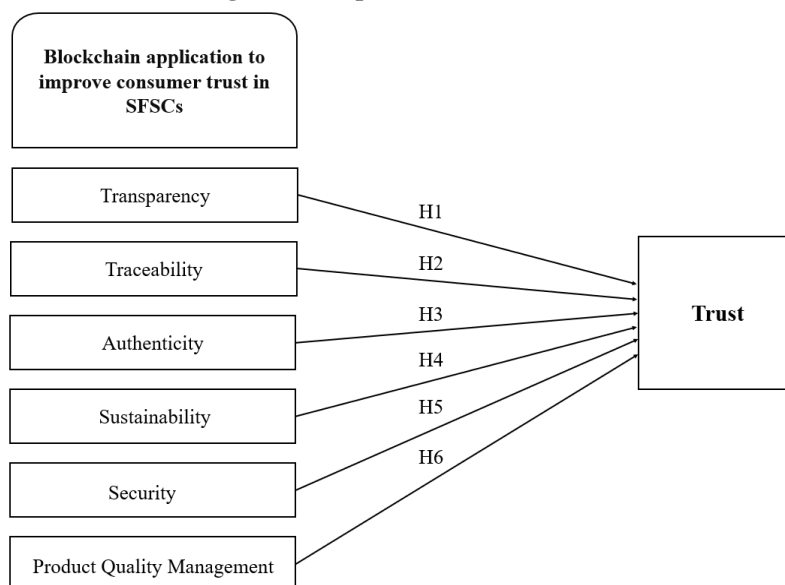 Blockchain application to
improve consumer trust in
SFSCs
Transparency
H1
Traceability
H2
Authenticity
H3
Trust
Sustainability
H4
Security
H5
Product Quality Management
H6